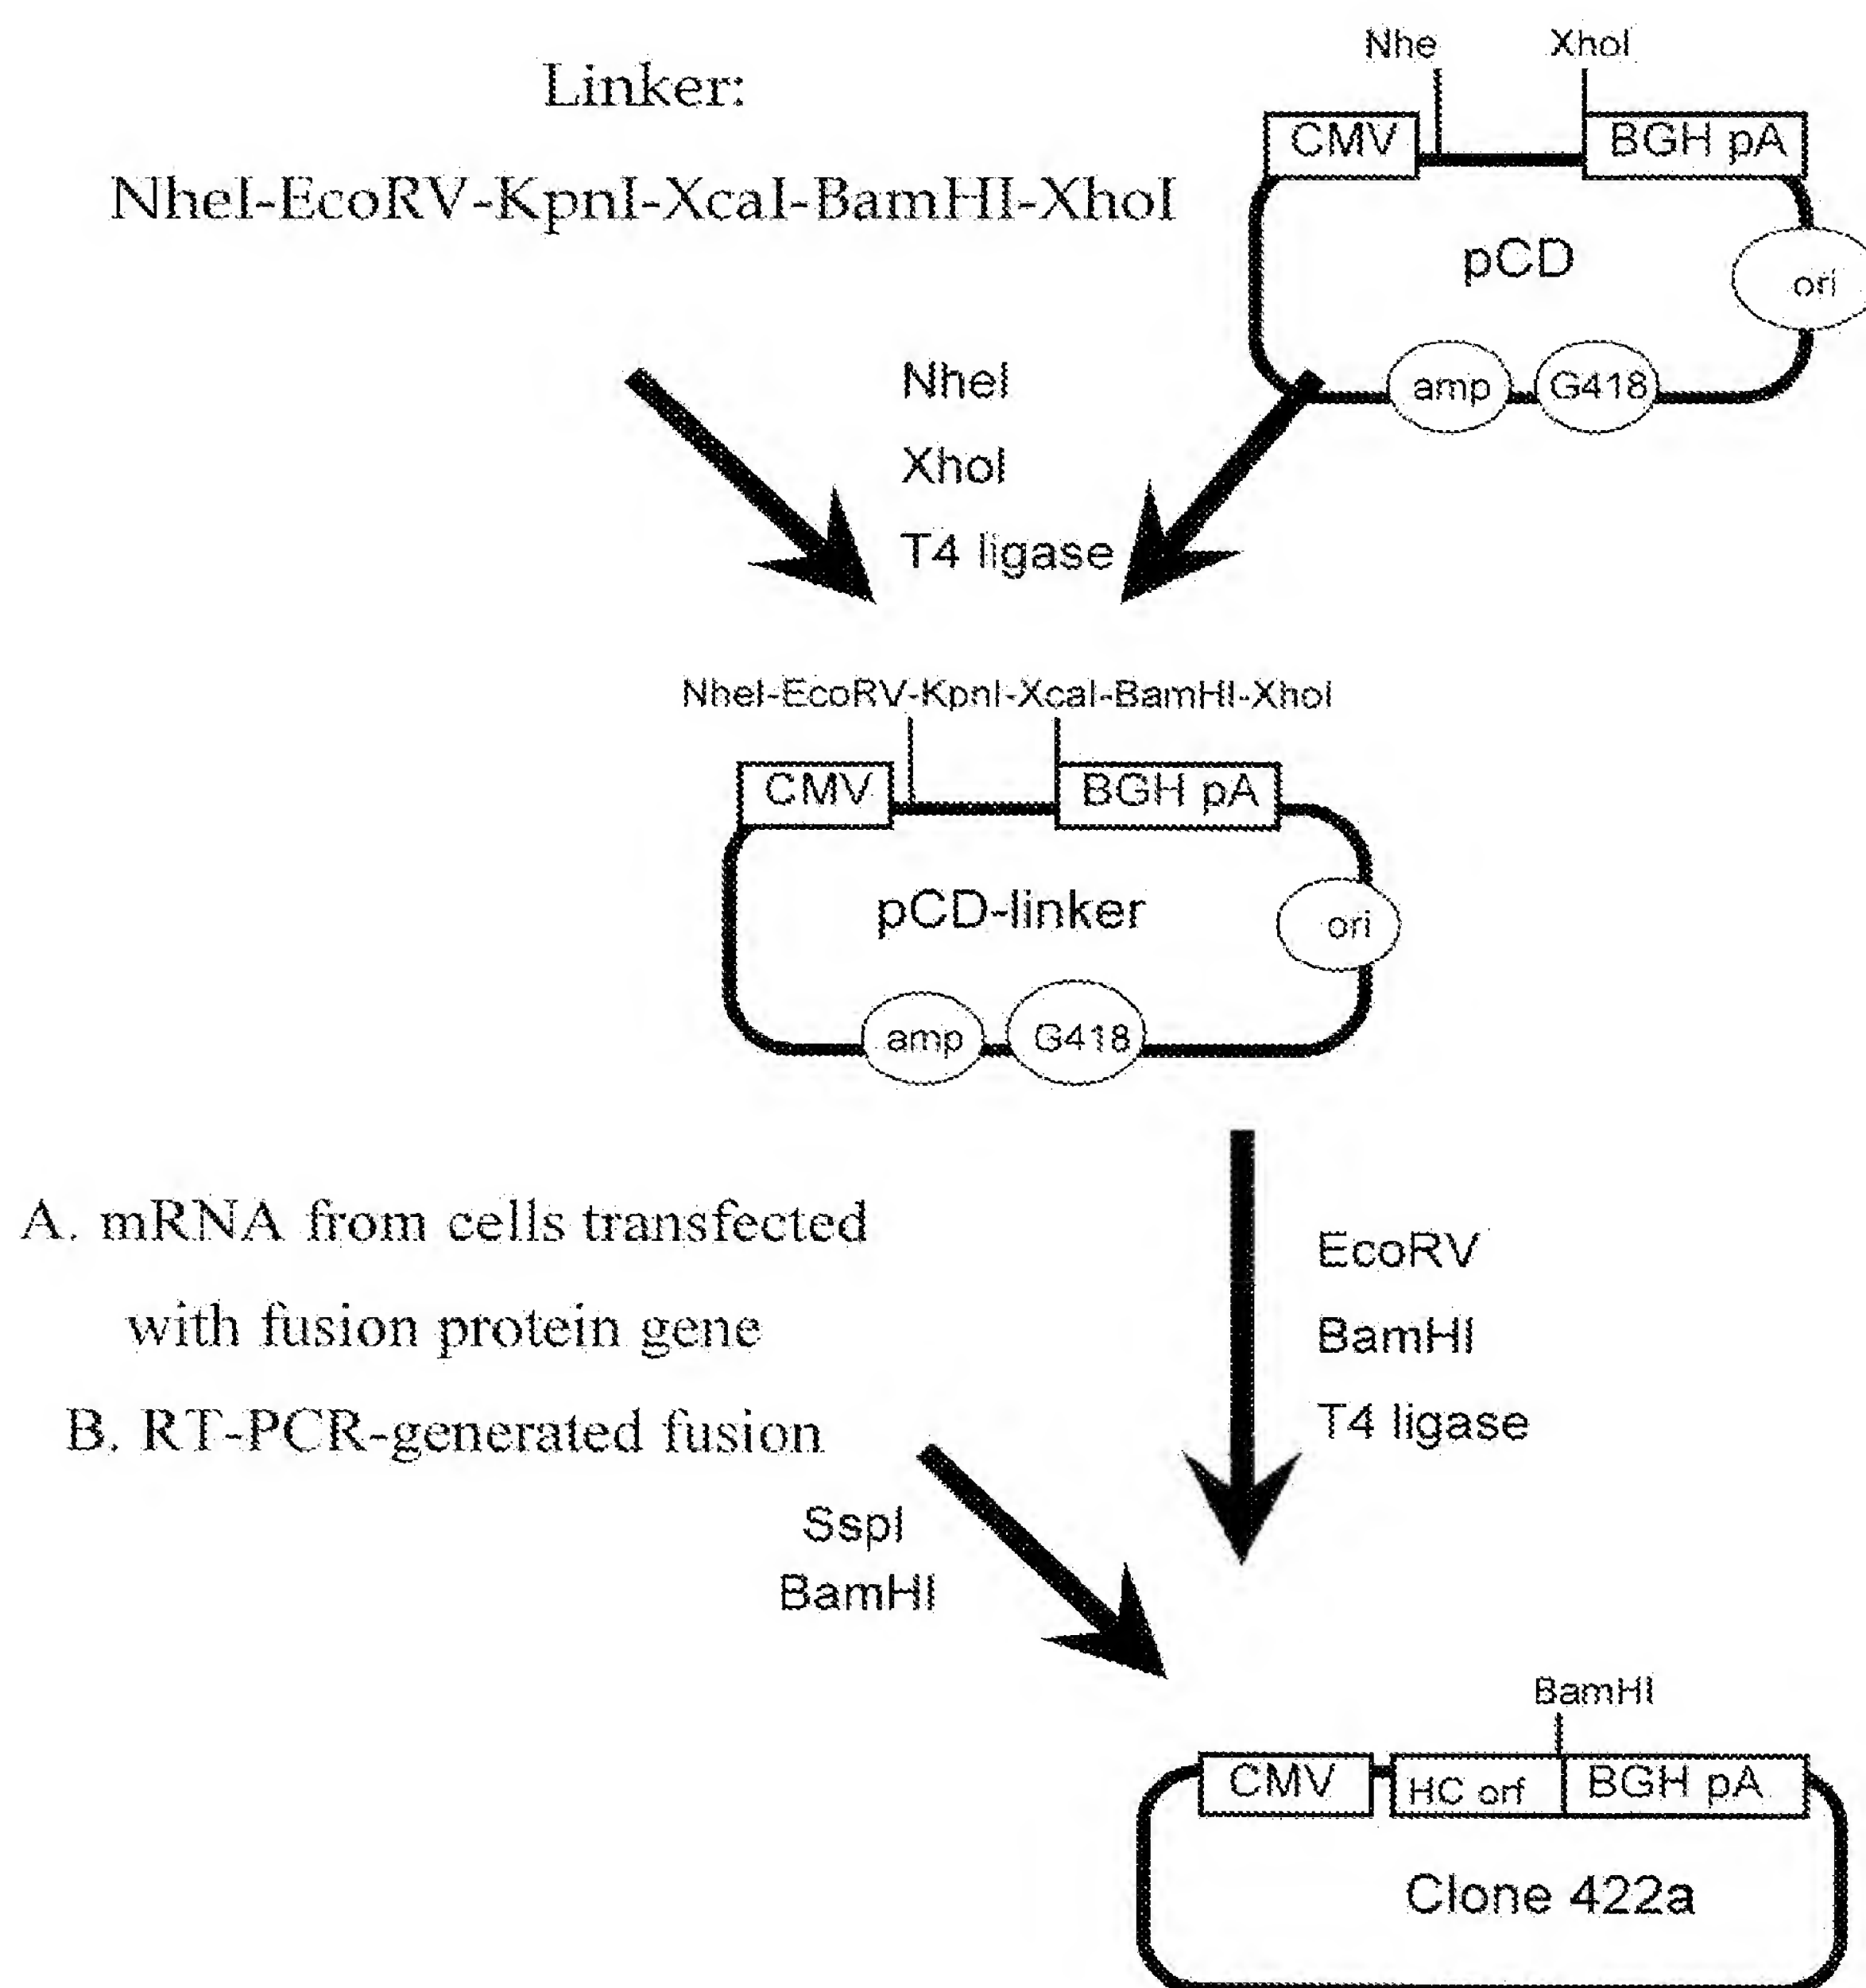 Linker:
NheI-EcoRV-KpnI-XcaI-BamHI-XhoI
Nhe
XhoI
CMV
BGH pA
pCD
ori
amp
G418
NheI
XhoI
T4 ligase
NheI-EcoRV-KpnI-XcaI-BamHI-XhoI
CMV
BGH pA
pCD-linker
ori
amp
G418
A. mRNA from cells transfected
with fusion protein gene
B. RT-PCR-generated fusion
EcoRV
BamHI
T4 ligase
SspI
BamHI
BamHI
CMV
HC orf
BGH pA
Clone 422a